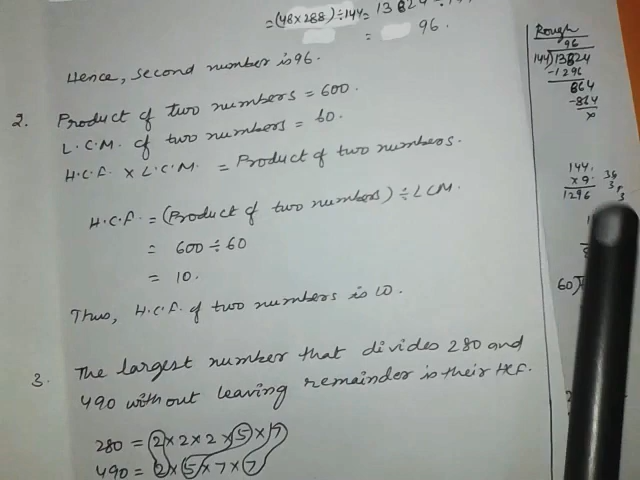 = (48 x 288) ÷ 144 = 13824 ÷
= 96.
Hence, second number is 96.
2. Product of two numbers = 600.
L.C.M. of two numbers = 60.
H.C.F. x L.C.M. = Product of two numbers.
H.C.F. = (Product of two numbers) ÷ LCM.
= 600 ÷ 60
= 10.
Thus, H.C.F. of two numbers is 10.
3. The largest number that divides 280 and
490 without leaving remainder is their HCF.
280 = 2 x 2 x 2 x 5 x 7
490 = 2 x 5 x 7 x 7
Rough
96
144)13824
-1296
864
-864
x
144
x 9
1296
60)